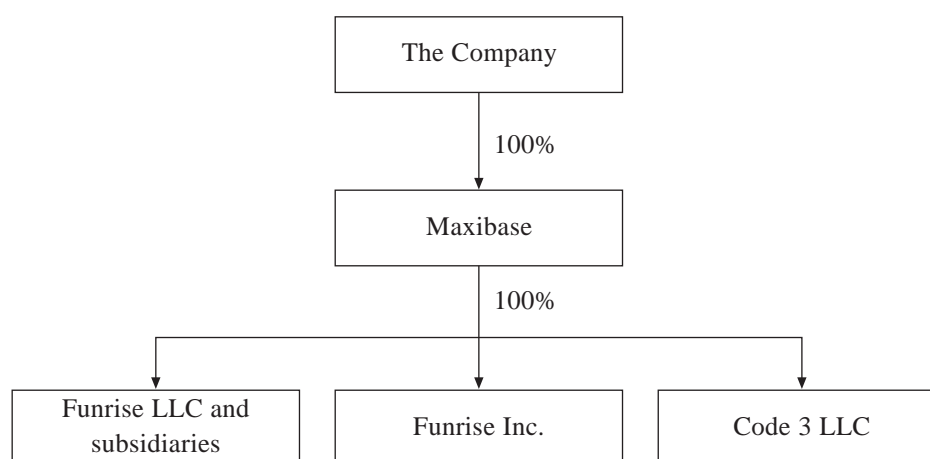 The Company
100%
Maxibase
100%
Funrise LLC and
subsidiaries
Funrise Inc.
Code 3 LLC